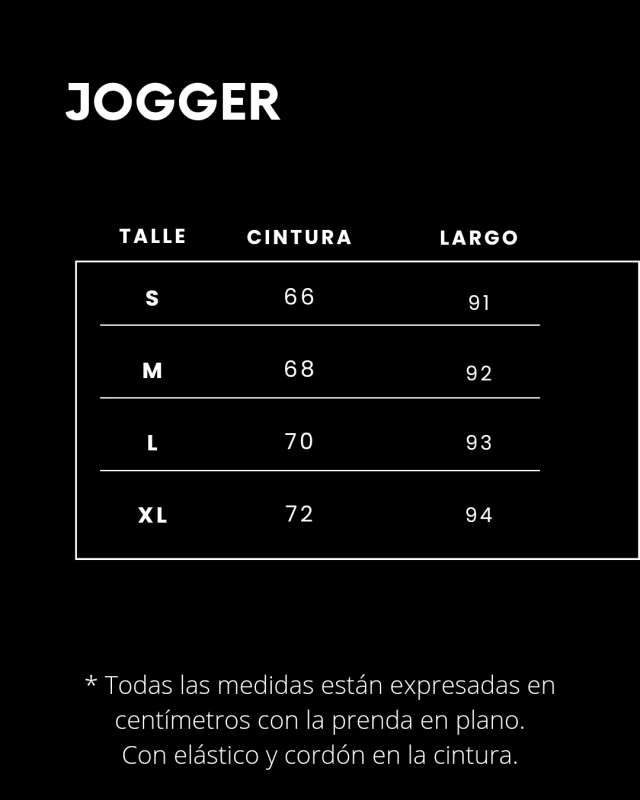 JOGGER
TALLE CINTURA LARGO
S 66 91
M 68 92
L 70 93
XL 72 94
* Todas las medidas están expresadas en
centímetros con la prenda en plano.
Con elástico y cordón en la cintura.